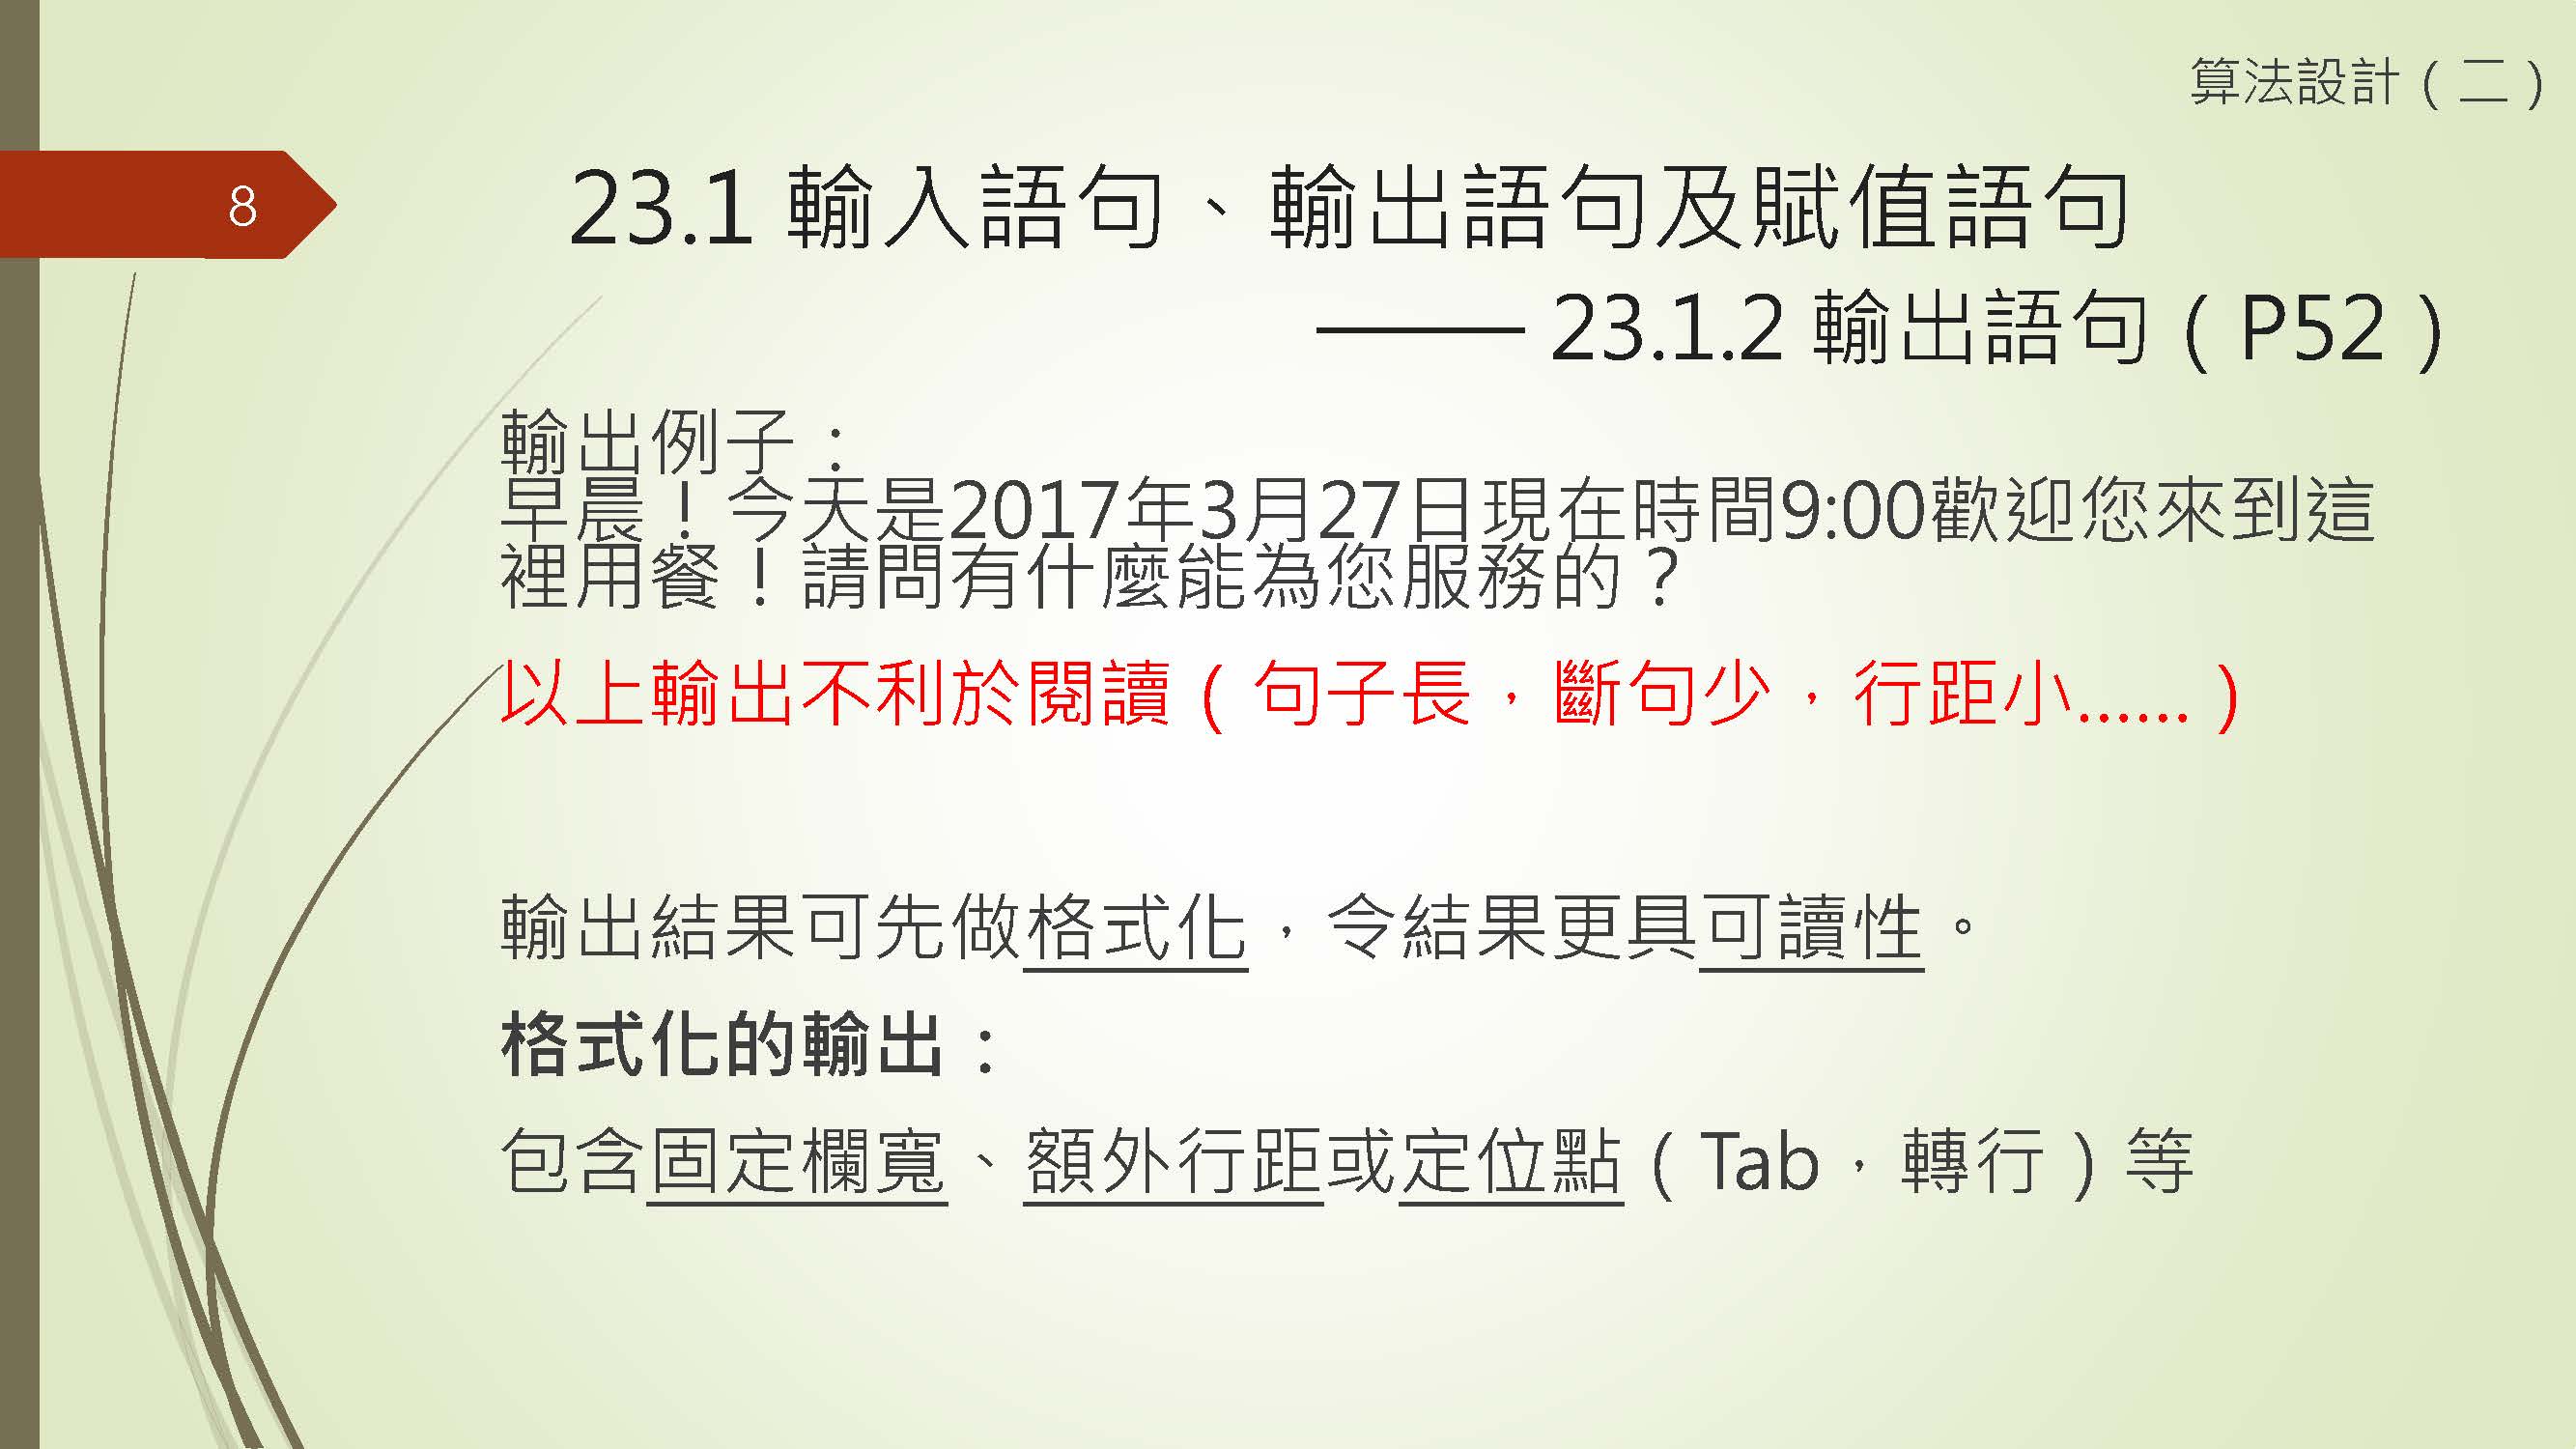 算法設計（二）
8
23.1 輸入語句、輸出語句及賦值語句
—— 23.1.2 輸出語句（P52）
輸出例子：
早晨！今天是2017年3月27日現在時間9:00歡迎您來到這
裡用餐！請問有什麼能為您服務的？
以上輸出不利於閱讀（句子長，斷句少，行距小……）
輸出結果可先做格式化，令結果更具可讀性。
格式化的輸出：
包含固定欄寬、額外行距或定位點（Tab，轉行）等